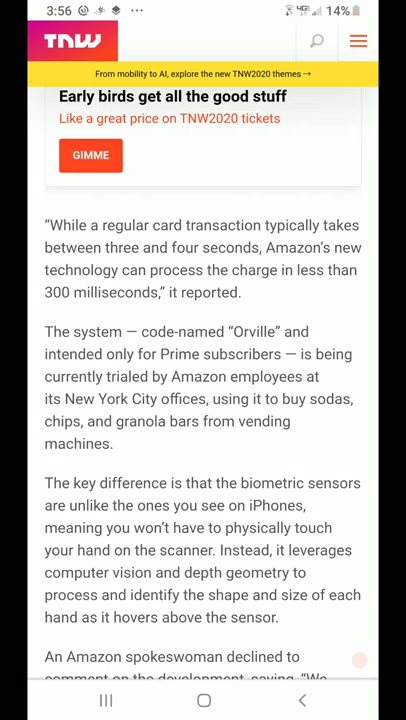 3:56 14%
TNW
From mobility to AI, explore the new TNW2020 themes →
Early birds get all the good stuff
Like a great price on TNW2020 tickets
GIMME
“While a regular card transaction typically takes
between three and four seconds, Amazon’s new
technology can process the charge in less than
300 milliseconds,” it reported.
The system — code-named “Orville” and
intended only for Prime subscribers — is being
currently trialed by Amazon employees at
its New York City offices, using it to buy sodas,
chips, and granola bars from vending
machines.
The key difference is that the biometric sensors
are unlike the ones you see on iPhones,
meaning you won’t have to physically touch
your hand on the scanner. Instead, it leverages
computer vision and depth geometry to
process and identify the shape and size of each
hand as it hovers above the sensor.
An Amazon spokeswoman declined to
comment on the development, saying, “We